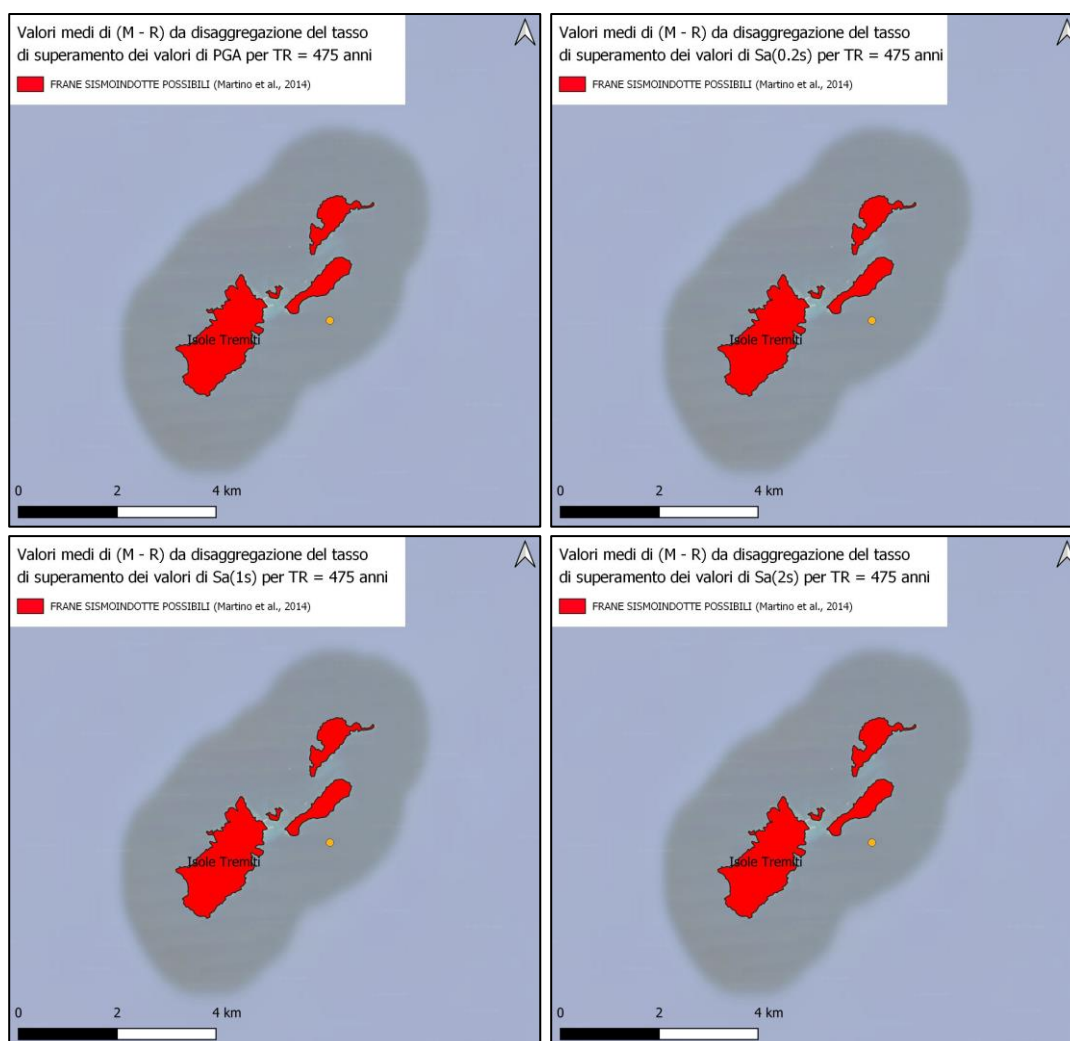 Valori medi di (M - R) da disaggregazione del tasso
di superamento dei valori di PGA per TR = 475 anni
FRANE SISMOINDOTTE POSSIBILI (Martino et al., 2014)
Isole Tremiti
0 2 4 km
Valori medi di (M - R) da disaggregazione del tasso
di superamento dei valori di Sa(0.2s) per TR = 475 anni
FRANE SISMOINDOTTE POSSIBILI (Martino et al., 2014)
Isole Tremiti
0 2 4 km
Valori medi di (M - R) da disaggregazione del tasso
di superamento dei valori di Sa(1s) per TR = 475 anni
FRANE SISMOINDOTTE POSSIBILI (Martino et al., 2014)
Isole Tremiti
0 2 4 km
Valori medi di (M - R) da disaggregazione del tasso
di superamento dei valori di Sa(2s) per TR = 475 anni
FRANE SISMOINDOTTE POSSIBILI (Martino et al., 2014)
Isole Tremiti
0 2 4 km